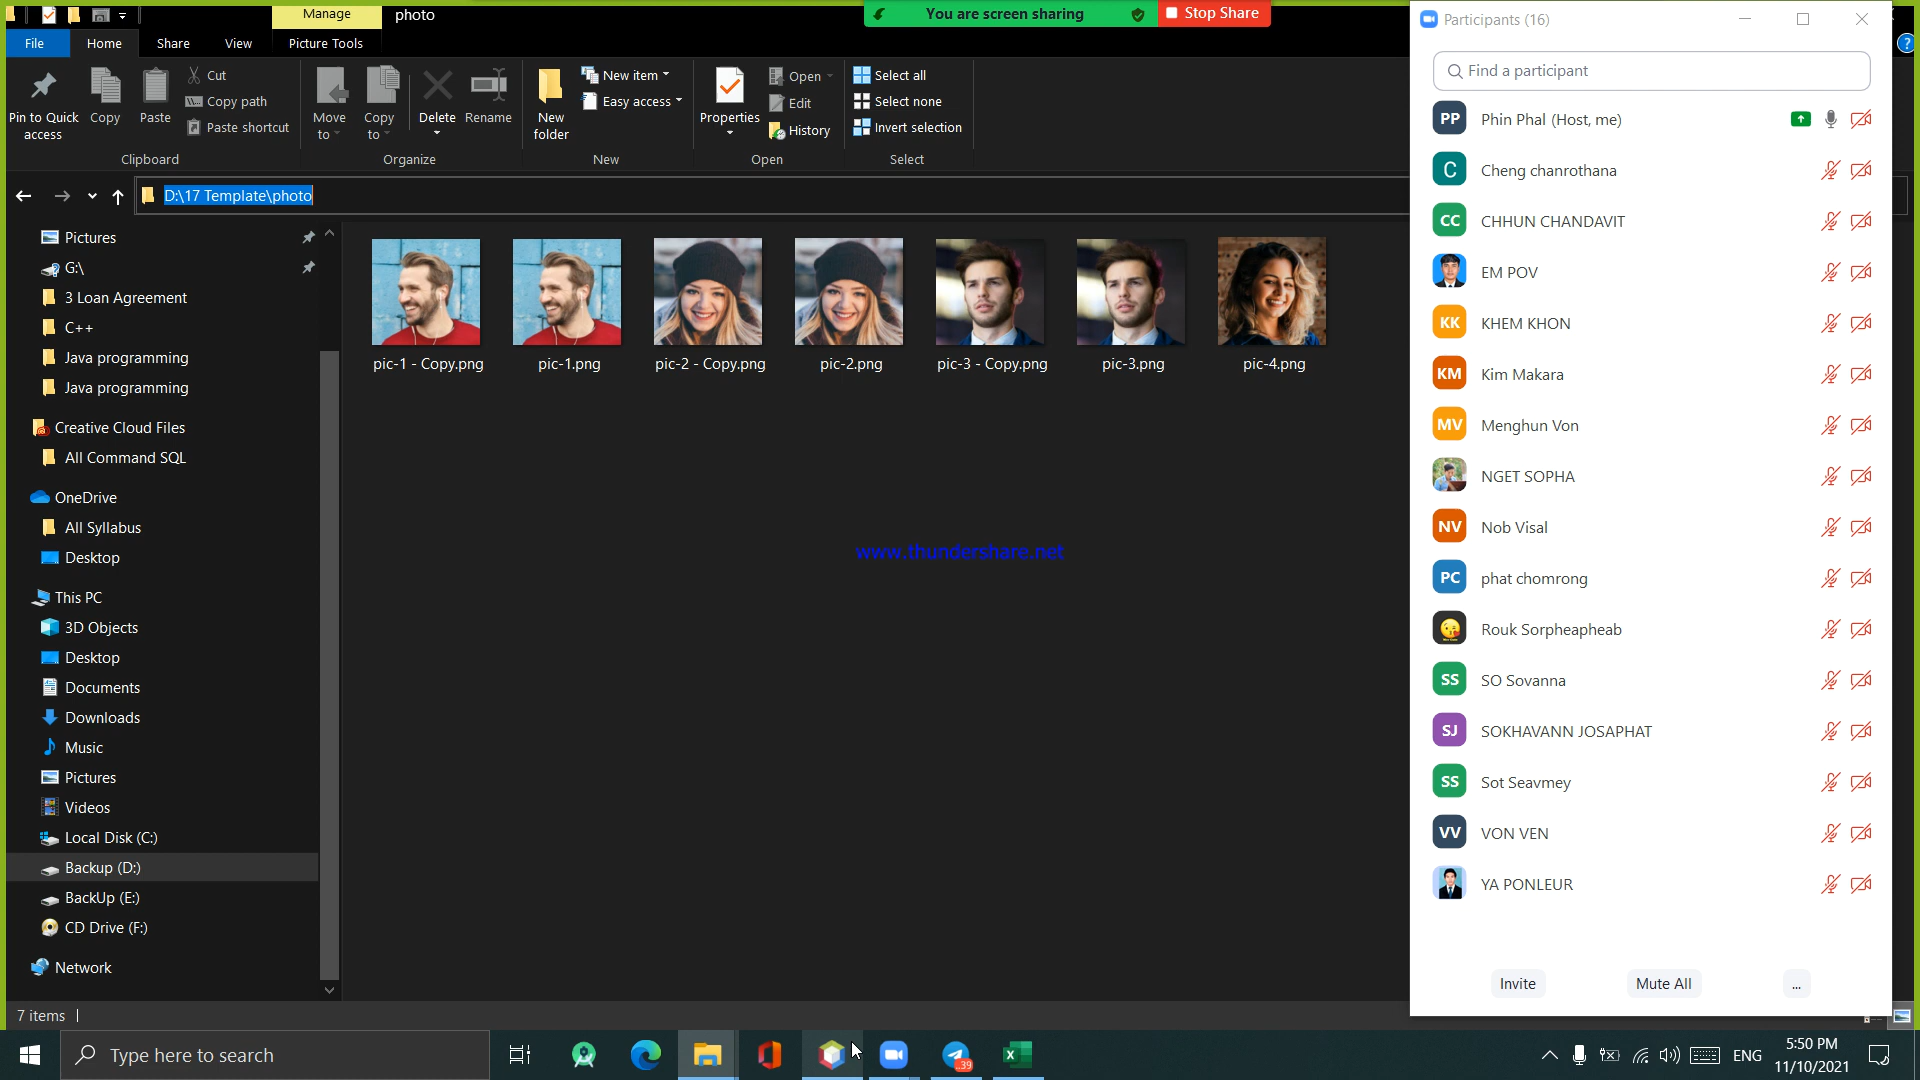 Manage
photo
You are screen sharing
Stop Share
File
Home
Share
View
Picture Tools
Pin to Quick access
Copy
Paste
Cut
Copy path
Paste shortcut
Clipboard
Move to
Copy to
Delete
Rename
Organize
New folder
New item
Easy access
New
Properties
Open
Edit
History
Open
Select all
Select none
Invert selection
Select
D:\17 Template\photo
Pictures
G:\
3 Loan Agreement
C++
Java programming
Java programming
Creative Cloud Files
All Command SQL
OneDrive
All Syllabus
Desktop
This PC
3D Objects
Desktop
Documents
Downloads
Music
Pictures
Videos
Local Disk (C:)
Backup (D:)
BackUp (E:)
CD Drive (F:)
Network
7 items
pic-1 - Copy.png
pic-1.png
pic-2 - Copy.png
pic-2.png
pic-3 - Copy.png
pic-3.png
pic-4.png
www.thundershare.net
Participants (16)
Find a participant
PP Phin Phal (Host, me)
C Cheng chanrothana
CC CHHUN CHANDAVIT
EM POV
KK KHEM KHON
KM Kim Makara
MV Menghun Von
NGET SOPHA
NV Nob Visal
PC phat chomrong
Rouk Sorpheapheab
SS SO Sovanna
SJ SOKHAVANN JOSAPHAT
SS Sot Seavmey
VV VON VEN
YA PONLEUR
Invite
Mute All
...
?
Type here to search
39
ENG
5:50 PM
11/10/2021